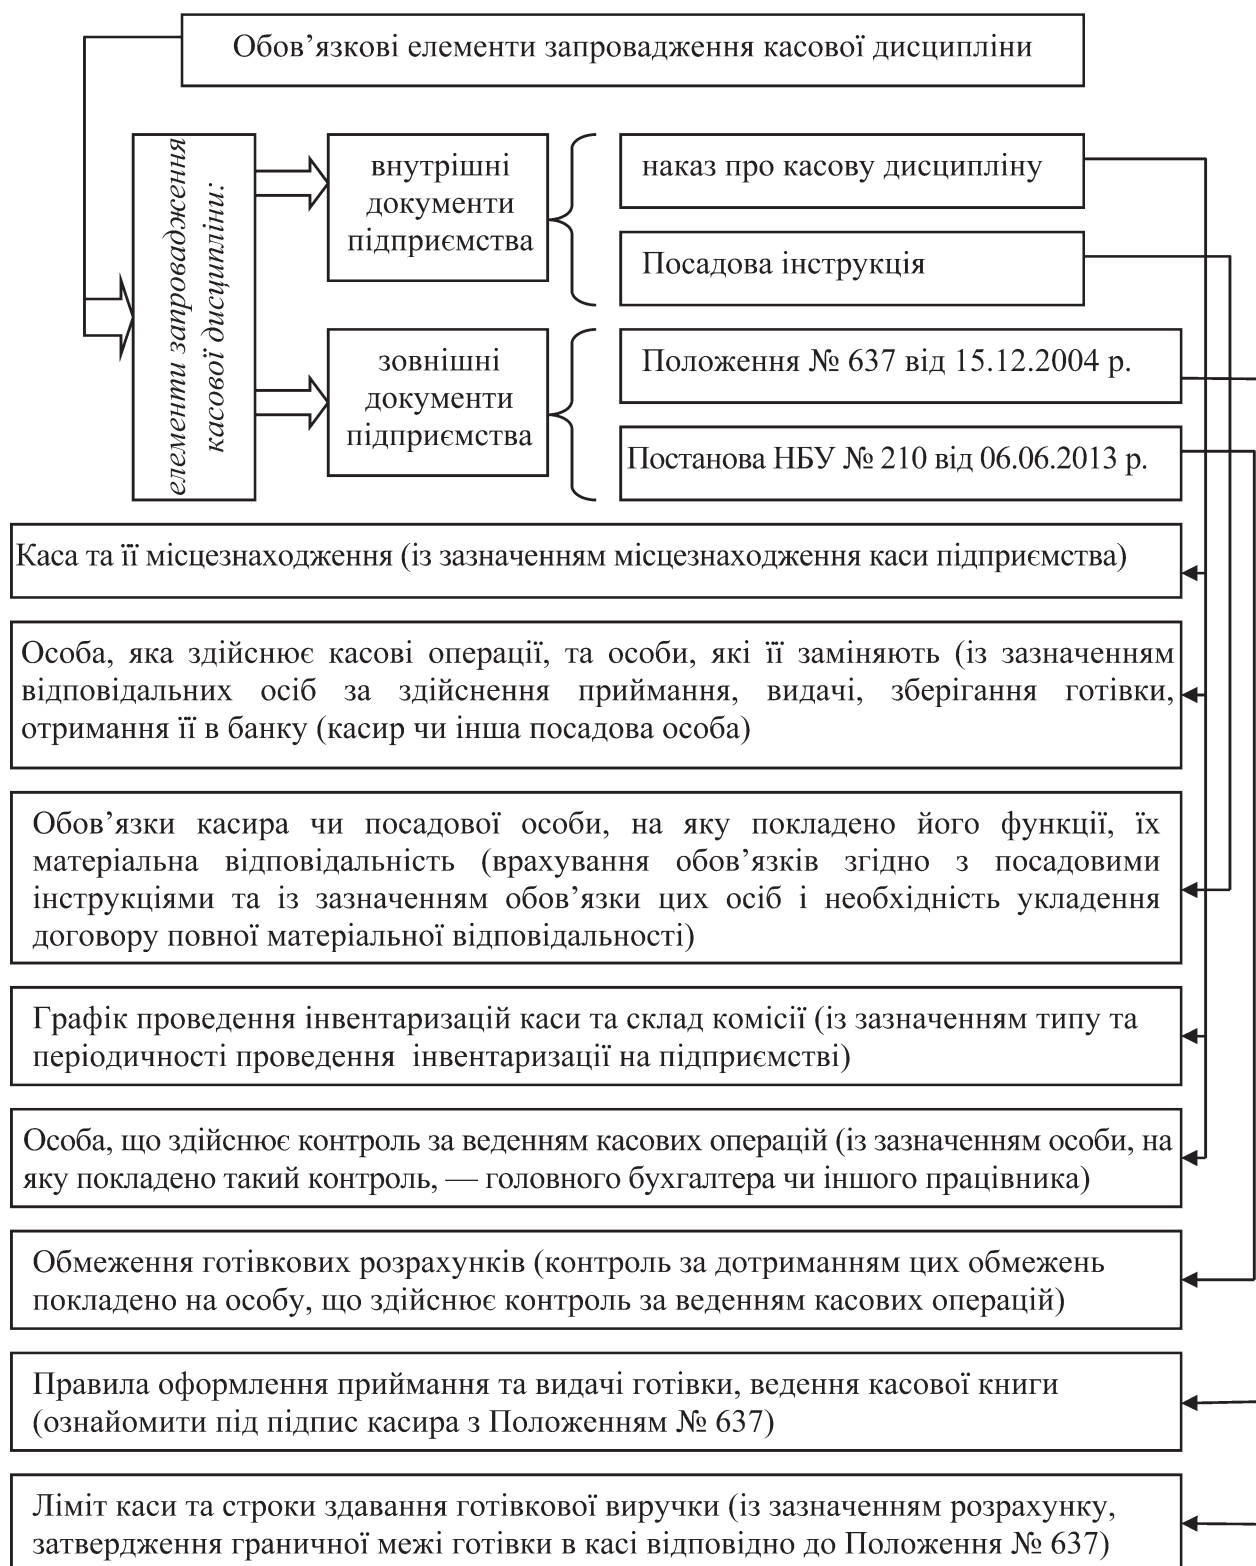 Обов’язкові елементи запровадження касової дисципліни
елементи запровадження
касової дисципліни:
внутрішні
документи
підприємства
наказ про касову дисципліну
Посадова інструкція
зовнішні
документи
підприємства
Положення № 637 від 15.12.2004 р.
Постанова НБУ № 210 від 06.06.2013 р.
Каса та її місцезнаходження (із зазначенням місцезнаходження каси підприємства)
Особа, яка здійснює касові операції, та особи, які її заміняють (із зазначенням
відповідальних осіб за здійснення приймання, видачі, зберігання готівки,
отримання її в банку (касир чи інша посадова особа)
Обов’язки касира чи посадової особи, на яку покладено його функції, їх
матеріальна відповідальність (врахування обов’язків згідно з посадовими
інструкціями та із зазначенням обов’язки цих осіб і необхідність укладення
договору повної матеріальної відповідальності)
Графік проведення інвентаризацій каси та склад комісії (із зазначенням типу та
періодичності проведення інвентаризації на підприємстві)
Особа, що здійснює контроль за веденням касових операцій (із зазначенням особи, на
яку покладено такий контроль, — головного бухгалтера чи іншого працівника)
Обмеження готівкових розрахунків (контроль за дотриманням цих обмежень
покладено на особу, що здійснює контроль за веденням касових операцій)
Правила оформлення приймання та видачі готівки, ведення касової книги
(ознайомити під підпис касира з Положенням № 637)
Ліміт каси та строки здавання готівкової виручки (із зазначенням розрахунку,
затвердження граничної межі готівки в касі відповідно до Положення № 637)